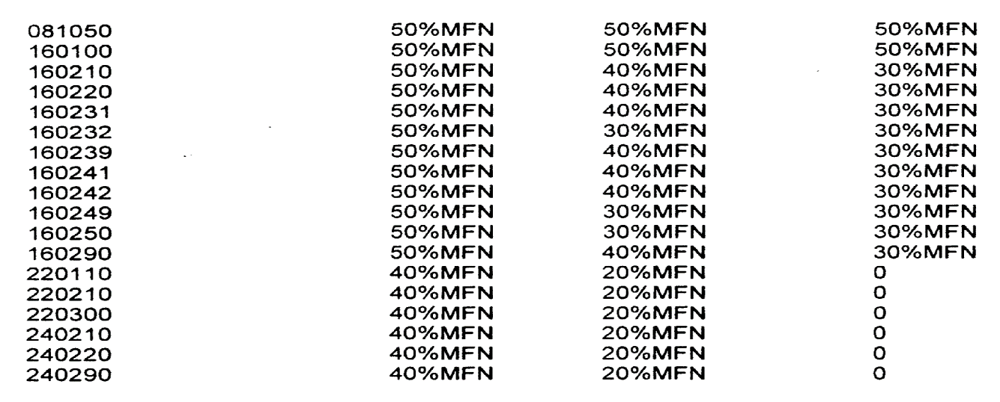 081050 50%MFN 50%MFN 50%MFN
160100 50%MFN 50%MFN 50%MFN
160210 50%MFN 40%MFN 30%MFN
160220 50%MFN 40%MFN 30%MFN
160231 50%MFN 40%MFN 30%MFN
160232 50%MFN 30%MFN 30%MFN
160239 50%MFN 40%MFN 30%MFN
160241 50%MFN 40%MFN 30%MFN
160242 50%MFN 40%MFN 30%MFN
160249 50%MFN 30%MFN 30%MFN
160250 50%MFN 30%MFN 30%MFN
160290 50%MFN 40%MFN 30%MFN
220110 40%MFN 20%MFN 0
220210 40%MFN 20%MFN 0
220300 40%MFN 20%MFN 0
240210 40%MFN 20%MFN 0
240220 40%MFN 20%MFN 0
240290 40%MFN 20%MFN 0